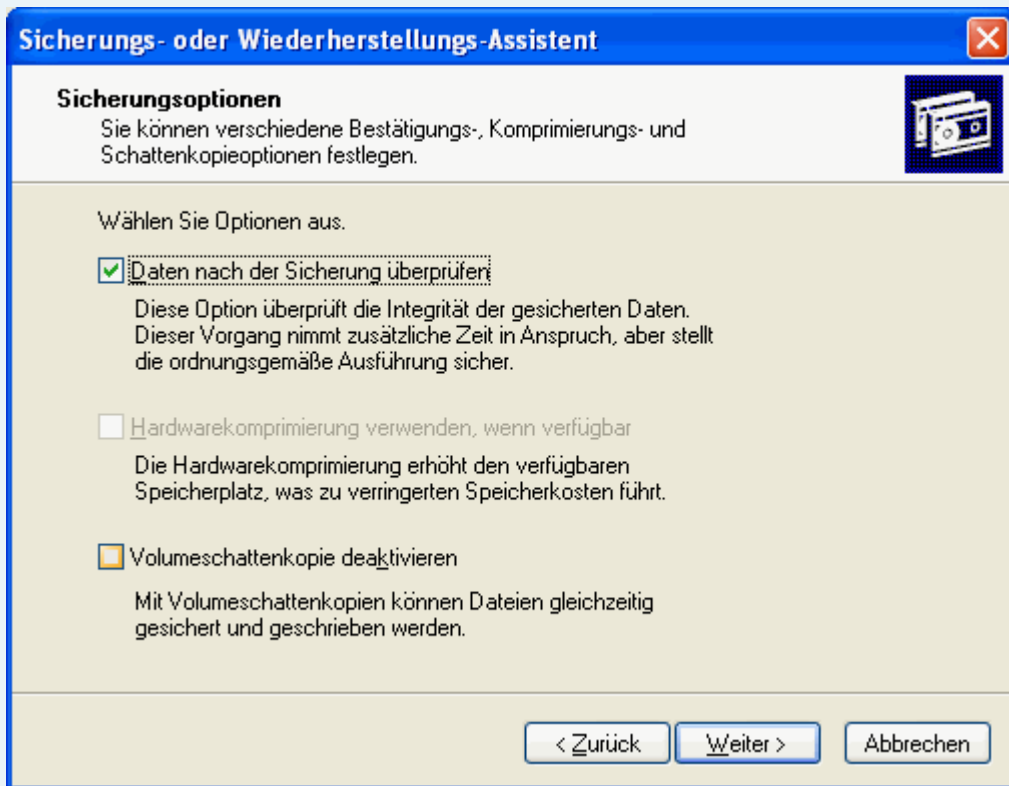 Sicherungs- oder Wiederherstellungs-Assistent
Sicherungsoptionen
Sie können verschiedene Bestätigungs-, Komprimierungs- und
Schattenkopieoptionen festlegen.
Wählen Sie Optionen aus.
Daten nach der Sicherung überprüfen
Diese Option überprüft die Integrität der gesicherten Daten.
Dieser Vorgang nimmt zusätzliche Zeit in Anspruch, aber stellt
die ordnungsgemäße Ausführung sicher.
Hardwarekomprimierung verwenden, wenn verfügbar
Die Hardwarekomprimierung erhöht den verfügbaren
Speicherplatz, was zu verringerten Speicherkosten führt.
Volumeschattenkopie deaktivieren
Mit Volumeschattenkopien können Dateien gleichzeitig
gesichert und geschrieben werden.
< Zurück Weiter > Abbrechen